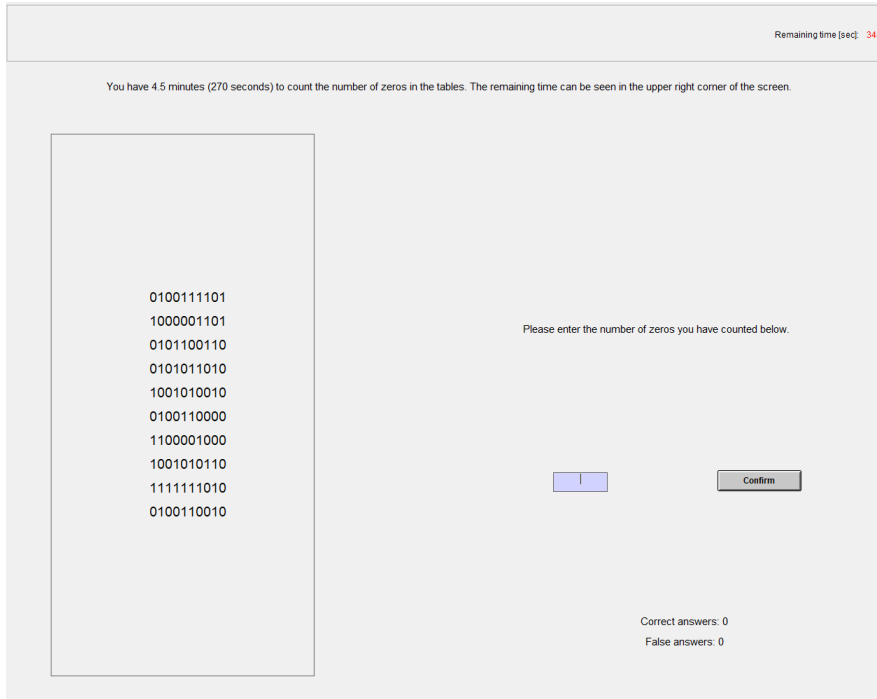 Remaining time [sec]: 34
You have 4.5 minutes (270 seconds) to count the number of zeros in the tables. The remaining time can be seen in the upper right corner of the screen.
0100111101
1000001101
0101100110
0101011010
1001010010
0100110000
1100001000
1001010110
1111111010
0100110010
Please enter the number of zeros you have counted below.
Confirm
Correct answers: 0
False answers: 0